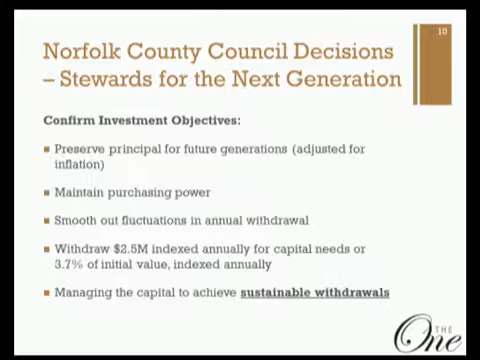 10
Norfolk County Council Decisions
– Stewards for the Next Generation
Confirm Investment Objectives:
Preserve principal for future generations (adjusted for
inflation)
Maintain purchasing power
Smooth out fluctuations in annual withdrawal
Withdraw $2.5M indexed annually for capital needs or
3.7% of initial value, indexed annually
Managing the capital to achieve sustainable withdrawals
THE
One